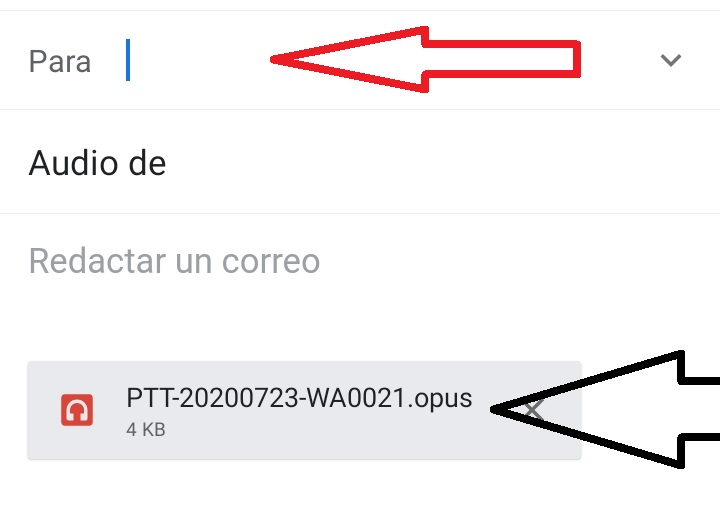 Para
Audio de
Redactar un correo
PTT-20200723-WA0021.opus
4 KB